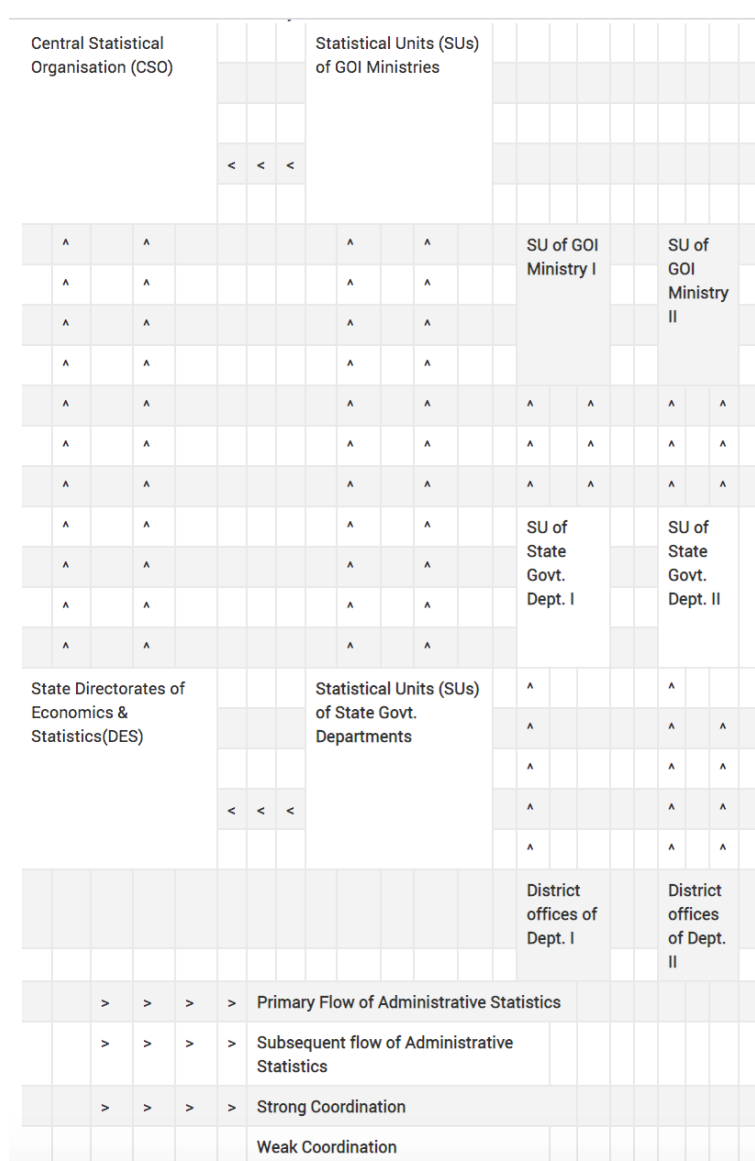 Central Statistical
Organisation (CSO)
Statistical Units (SUs)
of GOI Ministries
< < <
^ ^ ^ ^
SU of GOI
Ministry I
SU of
GOI
Ministry
II
^ ^ ^ ^
^ ^ ^ ^
^ ^ ^ ^
^ ^ ^ ^ ^ ^ ^ ^
^ ^ ^ ^ ^ ^ ^ ^
^ ^ ^ ^ ^ ^ ^ ^
^ ^ ^ ^
SU of
State
Govt.
Dept. I
SU of
State
Govt.
Dept. II
^ ^ ^ ^
^ ^ ^ ^
^ ^ ^ ^
State Directorates of
Economics &
Statistics(DES)
Statistical Units (SUs)
of State Govt.
Departments
^ ^
^ ^ ^
^ ^ ^
< < < ^ ^ ^
^ ^ ^
District
offices of
Dept. I
District
offices
of Dept.
II
> > > > Primary Flow of Administrative Statistics
> > > > Subsequent flow of Administrative
Statistics
> > > > Strong Coordination
Weak Coordination